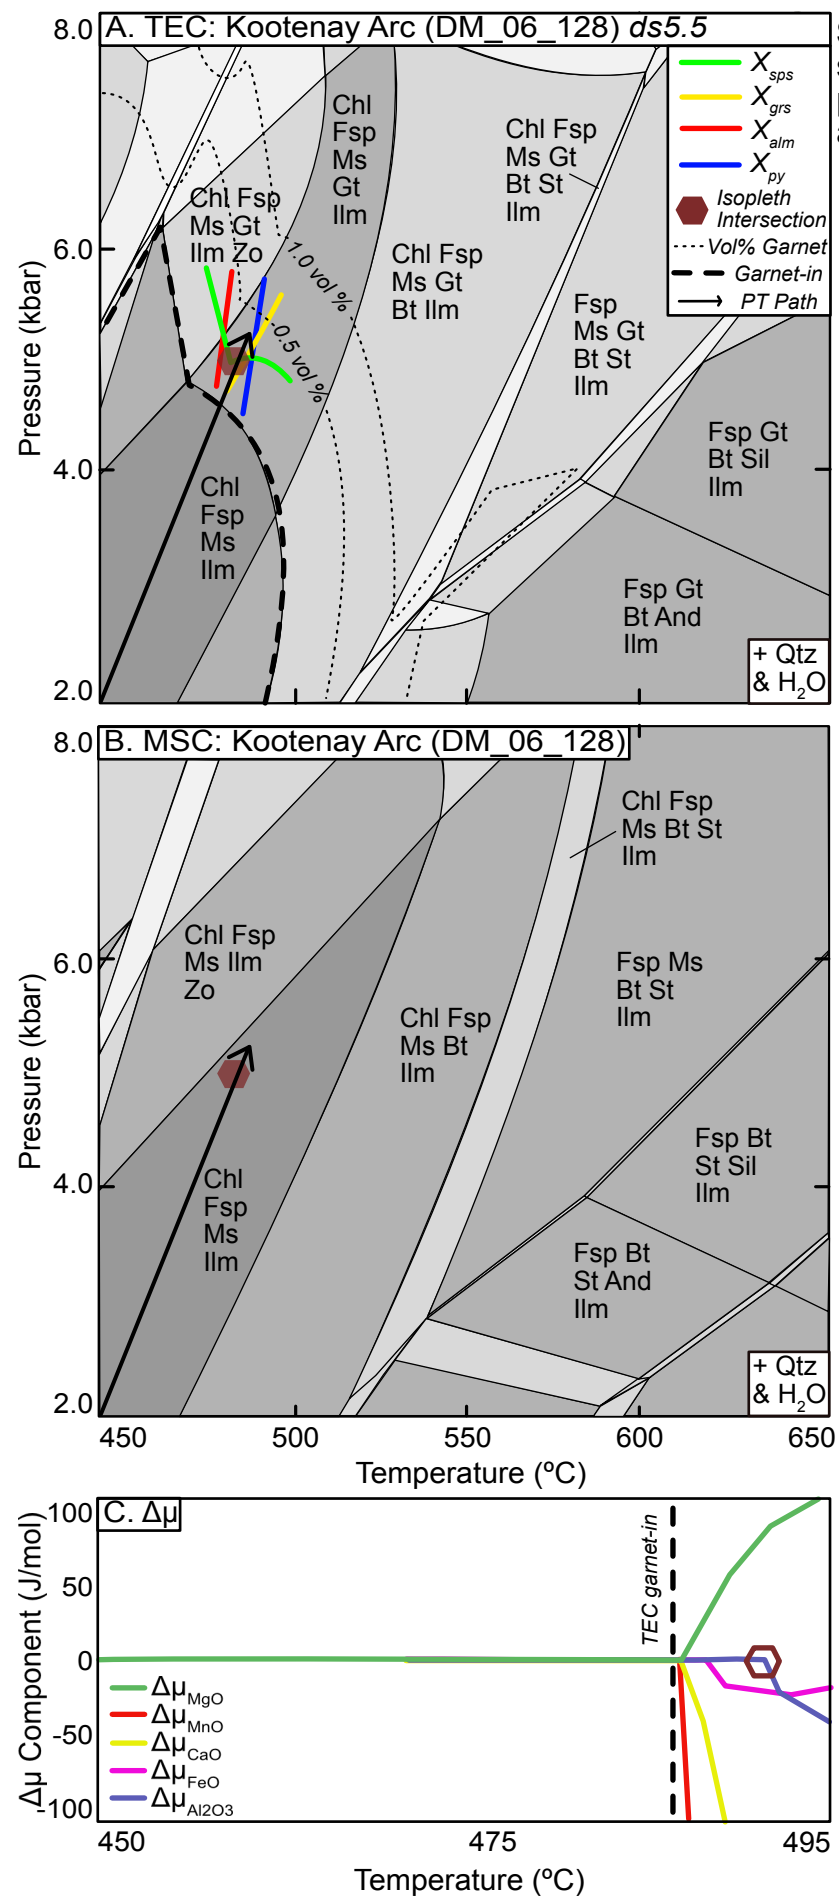 A. TEC: Kootenay Arc (DM_06_128) ds5.5
8.0
6.0
4.0
2.0
Pressure (kbar)
Chl
Fsp
Ms
Gt
Ilm
Chl Fsp
Ms Gt
Ilm Zo
Chl Fsp
Ms Gt
Bt St
Ilm
Chl Fsp
Ms Gt
Bt Ilm
Fsp
Ms Gt
Bt St
Ilm
Fsp Gt
Bt Sil
Ilm
Fsp Gt
Bt And
Ilm
Chl
Fsp
Ms
Ilm
1.0 vol %
0.5 vol %
Xsps
Xgrs
Xalm
Xpy
Isopleth
Intersection
Vol% Garnet
Garnet-in
PT Path
+ Qtz
& H2O
B. MSC: Kootenay Arc (DM_06_128)
8.0
6.0
4.0
2.0
Pressure (kbar)
Chl Fsp
Ms Bt St
Ilm
Chl Fsp
Ms Ilm
Zo
Fsp Ms
Bt St
Ilm
Chl Fsp
Ms Bt
Ilm
Fsp Bt
St Sil
Ilm
Chl
Fsp
Ms
Ilm
Fsp Bt
St And
Ilm
+ Qtz
& H2O
450
500
550
600
650
Temperature (ºC)
C. Δμ
100
50
0
-50
-100
Δμ Component (J/mol)
TEC garnet-in
ΔμMgO
ΔμMnO
ΔμCaO
ΔμFeO
ΔμAl2O3
450
475
495
Temperature (ºC)